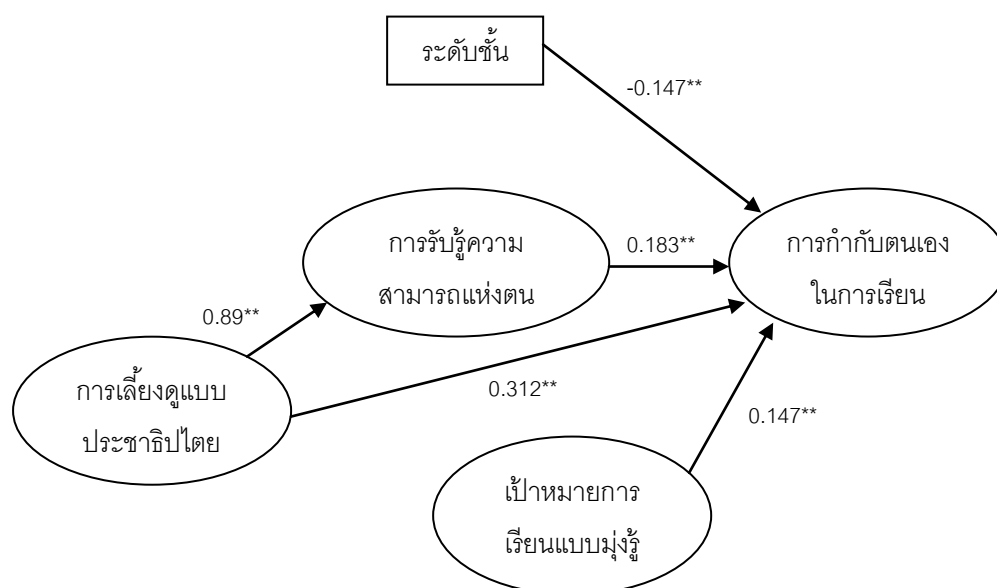 ระดับชั้น
-0.147**
การรับรู้ความ
สามารถแห่งตน
0.183**
การกำกับตนเอง
ในการเรียน
0.89**
การเลี้ยงดูแบบ
ประชาธิปไตย
0.312**
0.147**
เป้าหมายการ
เรียนแบบมุ่งรู้